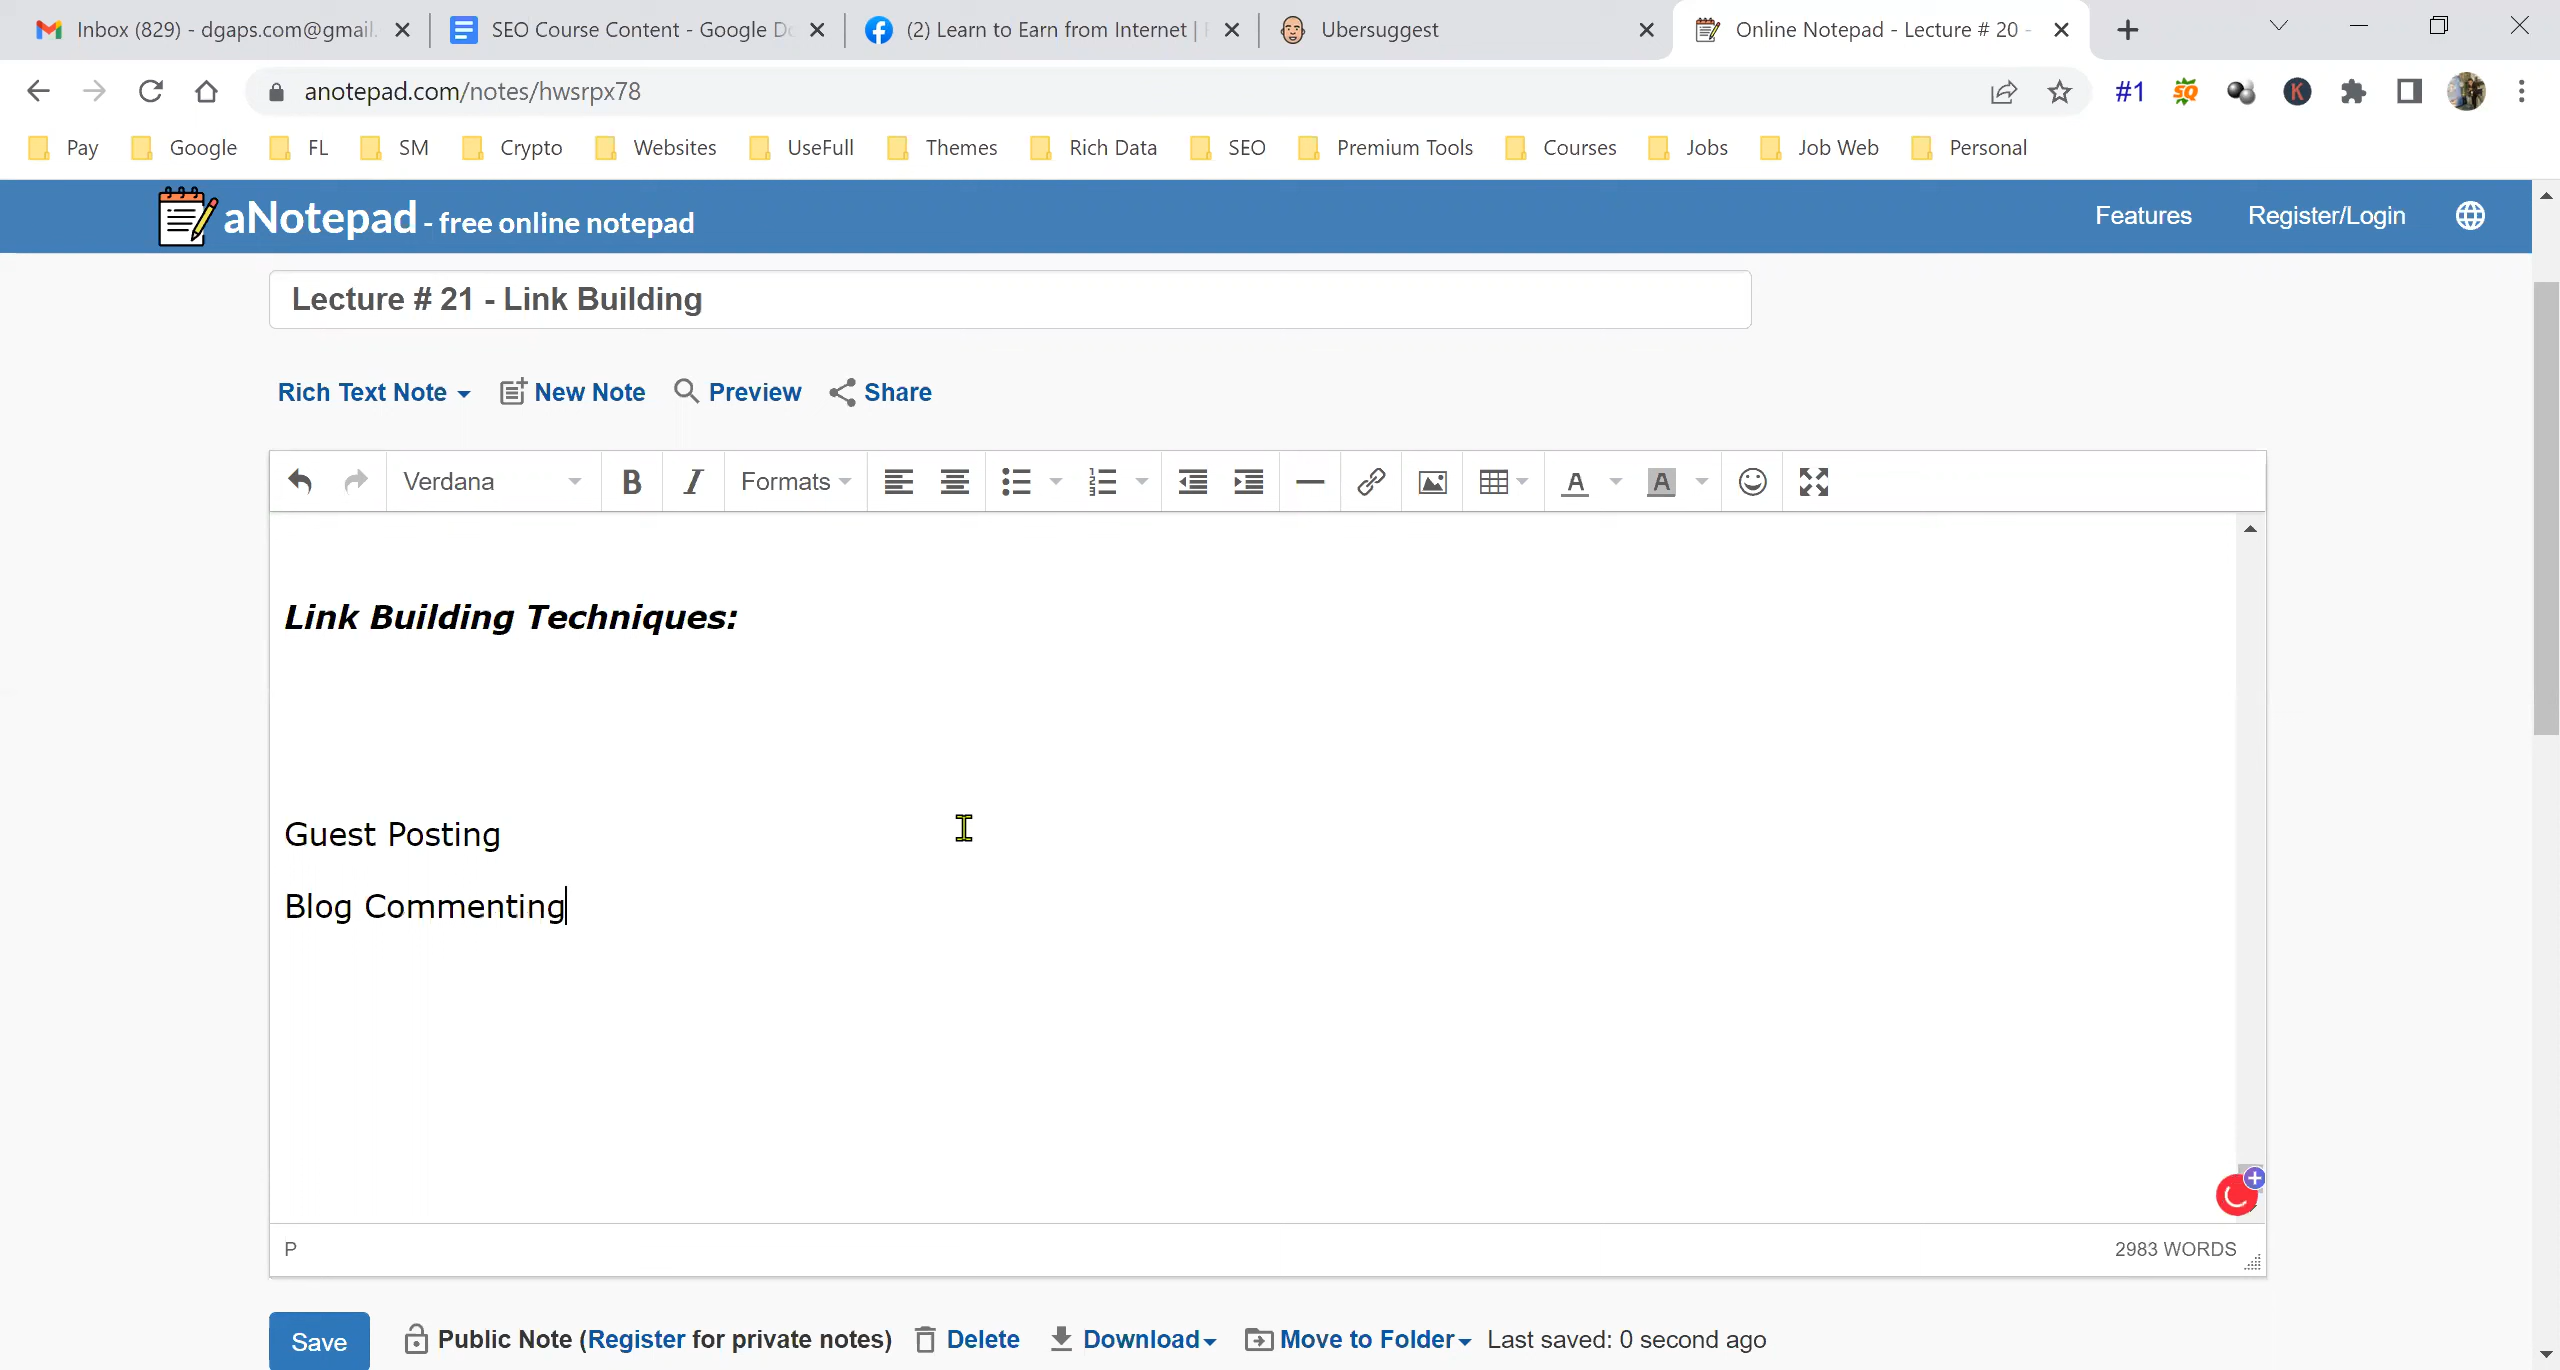 Inbox (829) - dgaps.com@gmail.
SEO Course Content - Google Do
(2) Learn to Earn from Internet |
Ubersuggest
Online Notepad - Lecture # 20 -
anotepad.com/notes/hwsrpx78
#1
SQ
K
Pay
Google
FL
SM
Crypto
Websites
UseFull
Themes
Rich Data
SEO
Premium Tools
Courses
Jobs
Job Web
Personal
aNotepad - free online notepad
Features
Register/Login
Lecture # 21 - Link Building
Rich Text Note
New Note
Preview
Share
Verdana
B
I
Formats
A
A
Link Building Techniques:
Guest Posting
Blog Commenting
P
2983 WORDS
Save
Public Note (Register for private notes)
Delete
Download
Move to Folder
Last saved: 0 second ago